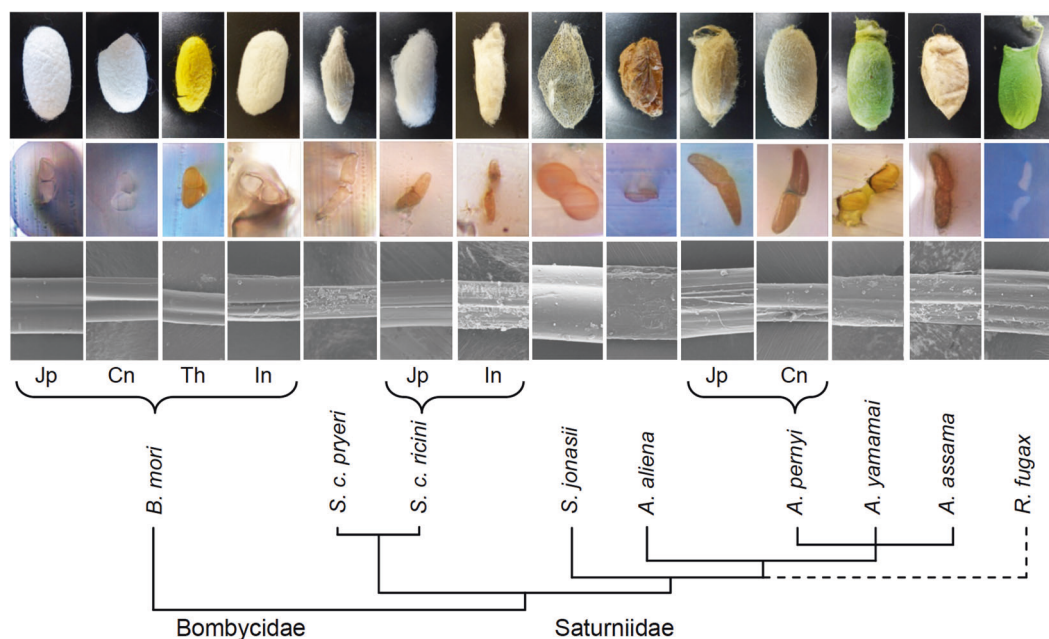 Jp Cn Th In Jp In Jp Cn
B. mori S. c. pryeri S. c. ricini S. jonasii A. aliena A. pernyi A. yamamai A. assama R. fugax
Bombycidae Saturniidae